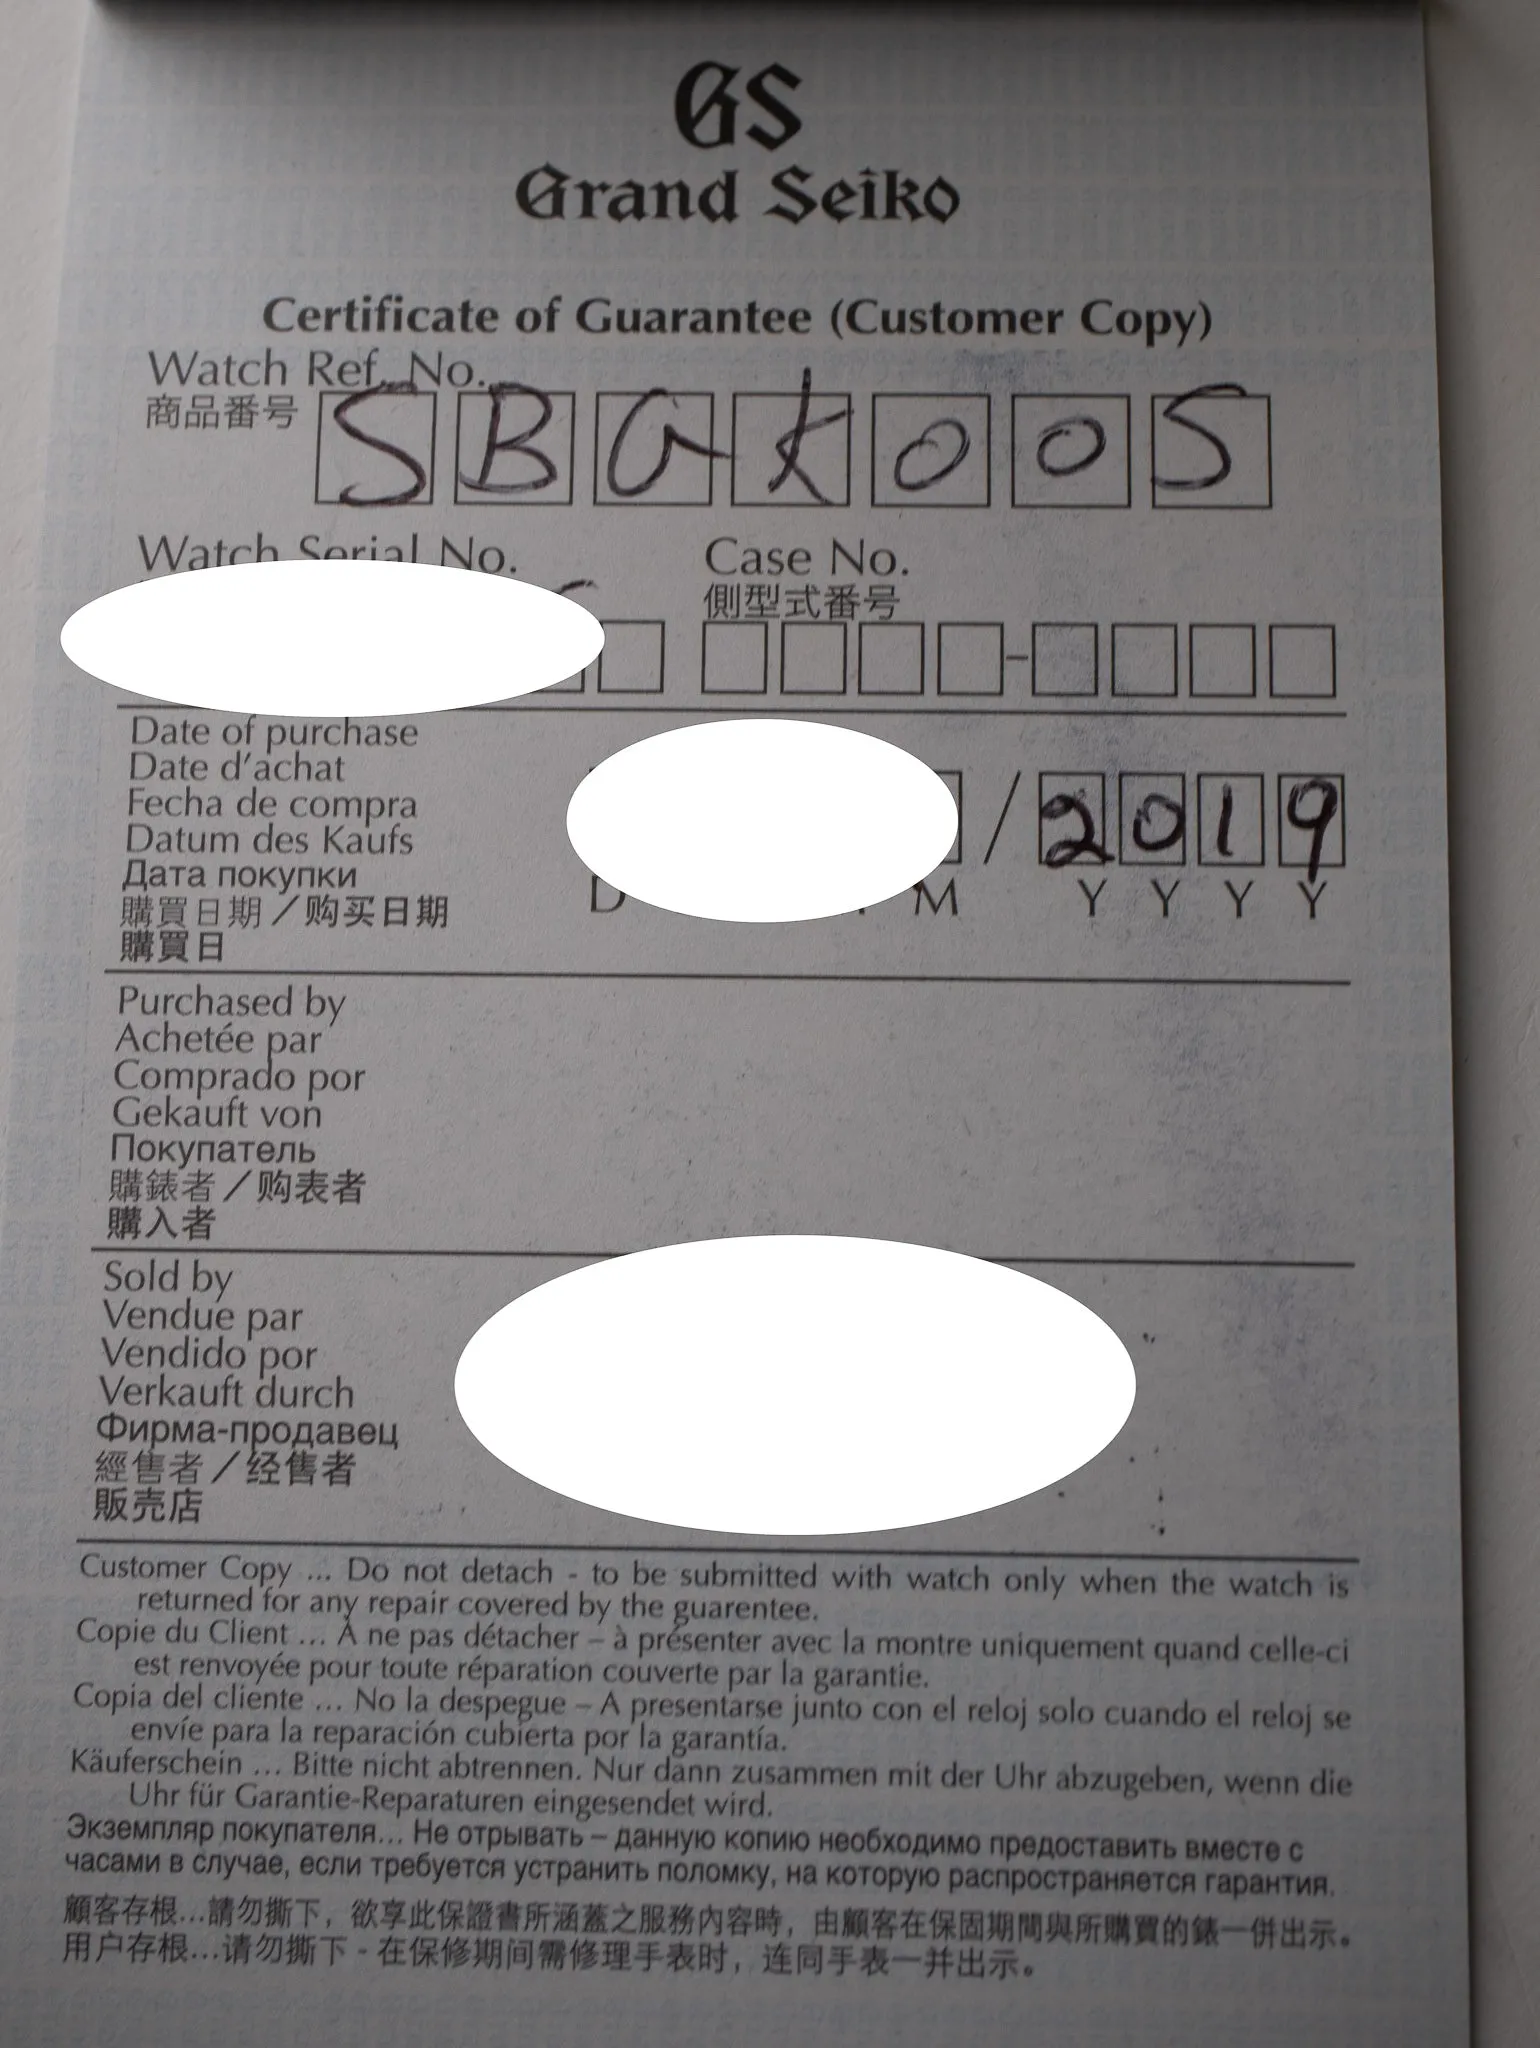 GS
Grand Seiko
Certificate of Guarantee (Customer Copy)
Watch Ref. No.
商品番号 SBGK005
Watch Serial No. Case No.
側型式番号
-
Date of purchase
Date d'achat
Fecha de compra / 2019
Datum des Kaufs
Дата покупки D M Y Y Y Y
購買日期／购买日期
購買日
Purchased by
Achetée par
Comprado por
Gekauft von
Покупатель
購錶者／购表者
購入者
Sold by
Vendue par
Vendido por
Verkauft durch
Фирма-продавец
經售者／经售者
販売店
Customer Copy ... Do not detach - to be submitted with watch only when the watch is
returned for any repair covered by the guarentee.
Copie du Client ... À ne pas détacher – à présenter avec la montre uniquement quand celle-ci
est renvoyée pour toute réparation couverte par la garantie.
Copia del cliente ... No la despegue – A presentarse junto con el reloj solo cuando el reloj se
envíe para la reparación cubierta por la garantía.
Käuferschein ... Bitte nicht abtrennen. Nur dann zusammen mit der Uhr abzugeben, wenn die
Uhr für Garantie-Reparaturen eingesendet wird.
Экземпляр покупателя... Не отрывать – данную копию необходимо предоставить вместе с
часами в случае, если требуется устранить поломку, на которую распространяется гарантия.
顧客存根...請勿撕下，欲享此保證書所涵蓋之服務內容時，由顧客在保固期間與所購買的錶一併出示。
用户存根...请勿撕下 - 在保修期间需修理手表时，连同手表一并出示。